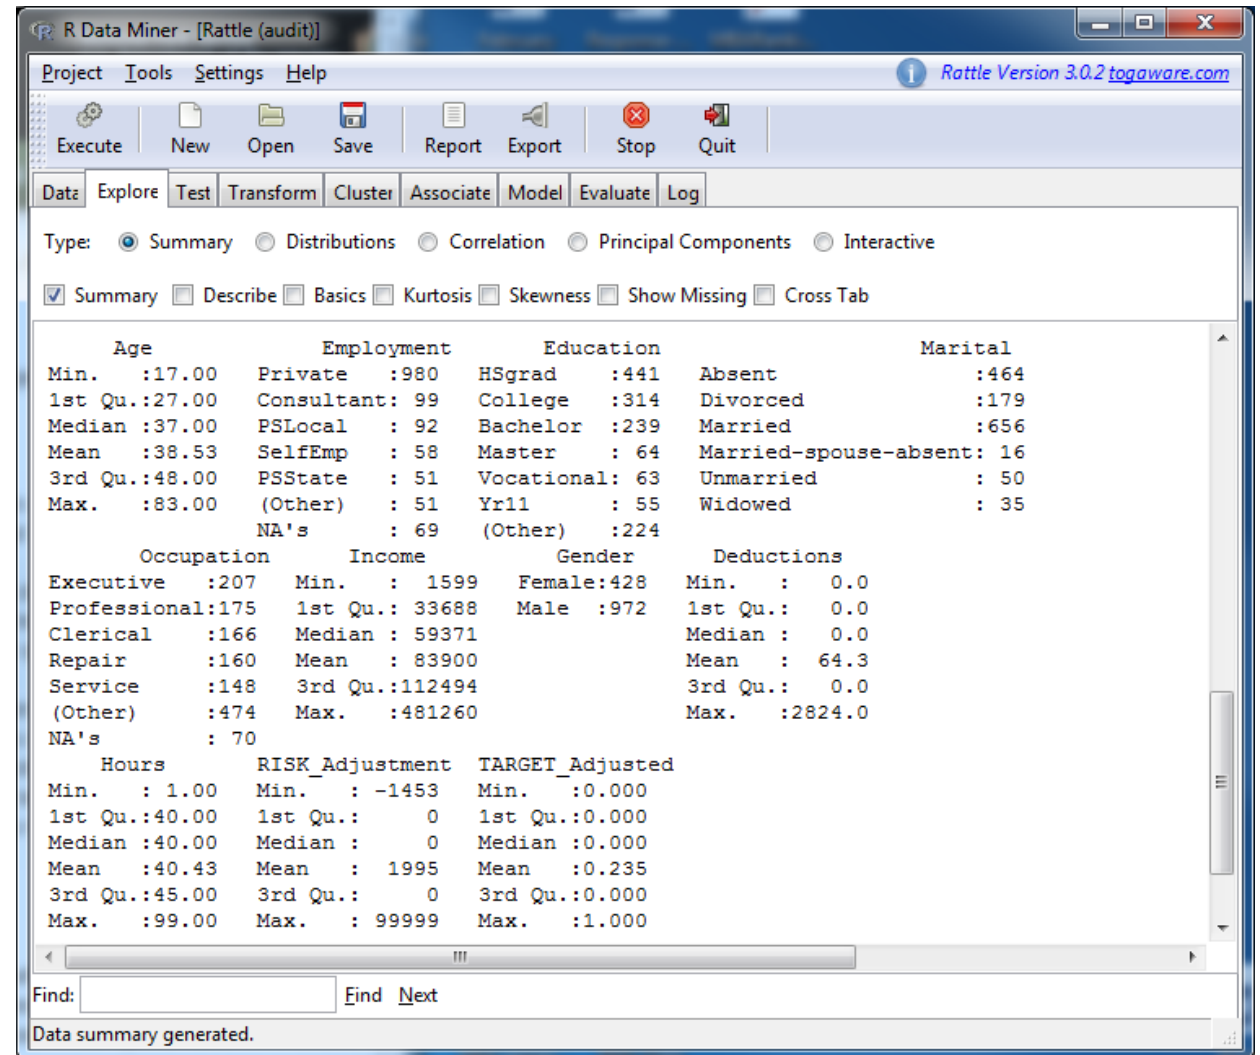 R Data Miner - [Rattle (audit)]
Project Tools Settings Help Rattle Version 3.0.2 togaware.com
Execute New Open Save Report Export Stop Quit
Data Explore Test Transform Cluster Associate Model Evaluate Log
Type: Summary Distributions Correlation Principal Components Interactive
Summary Describe Basics Kurtosis Skewness Show Missing Cross Tab
Age Employment Education Marital
Min. :17.00 Private :980 HSgrad :441 Absent :464
1st Qu.:27.00 Consultant: 99 College :314 Divorced :179
Median :37.00 PSLocal : 92 Bachelor :239 Married :656
Mean :38.53 SelfEmp : 58 Master : 64 Married-spouse-absent: 16
3rd Qu.:48.00 PSState : 51 Vocational: 63 Unmarried : 50
Max. :83.00 (Other) : 51 Yr11 : 55 Widowed : 35
NA's : 69 (Other) :224
Occupation Income Gender Deductions
Executive :207 Min. : 1599 Female:428 Min. : 0.0
Professional:175 1st Qu.: 33688 Male :972 1st Qu.: 0.0
Clerical :166 Median : 59371 Median : 0.0
Repair :160 Mean : 83900 Mean : 64.3
Service :148 3rd Qu.:112494 3rd Qu.: 0.0
(Other) :474 Max. :481260 Max. :2824.0
NA's : 70
Hours RISK_Adjustment TARGET_Adjusted
Min. : 1.00 Min. : -1453 Min. :0.000
1st Qu.:40.00 1st Qu.: 0 1st Qu.:0.000
Median :40.00 Median : 0 Median :0.000
Mean :40.43 Mean : 1995 Mean :0.235
3rd Qu.:45.00 3rd Qu.: 0 3rd Qu.:0.000
Max. :99.00 Max. : 99999 Max. :1.000
Find: Find Next
Data summary generated.